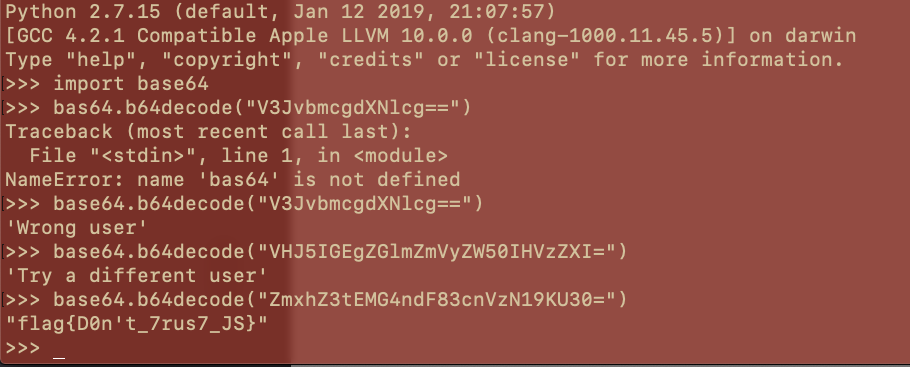 Python 2.7.15 (default, Jan 12 2019, 21:07:57)
[GCC 4.2.1 Compatible Apple LLVM 10.0.0 (clang-1000.11.45.5)] on darwin
Type "help", "copyright", "credits" or "license" for more information.
>>> import base64
>>> bas64.b64decode("V3JvbmcgdXNlcg==")
Traceback (most recent call last):
  File "<stdin>", line 1, in <module>
NameError: name 'bas64' is not defined
>>> base64.b64decode("V3JvbmcgdXNlcg==")
'Wrong user'
>>> base64.b64decode("VHJ5IGEgZGlmZmVyZW50IHVzZXI=")
'Try a different user'
>>> base64.b64decode("ZmxhZ3tEMG4ndF83cnVzN19KU30=")
"flag{D0n't_7rus7_JS}"
>>> _